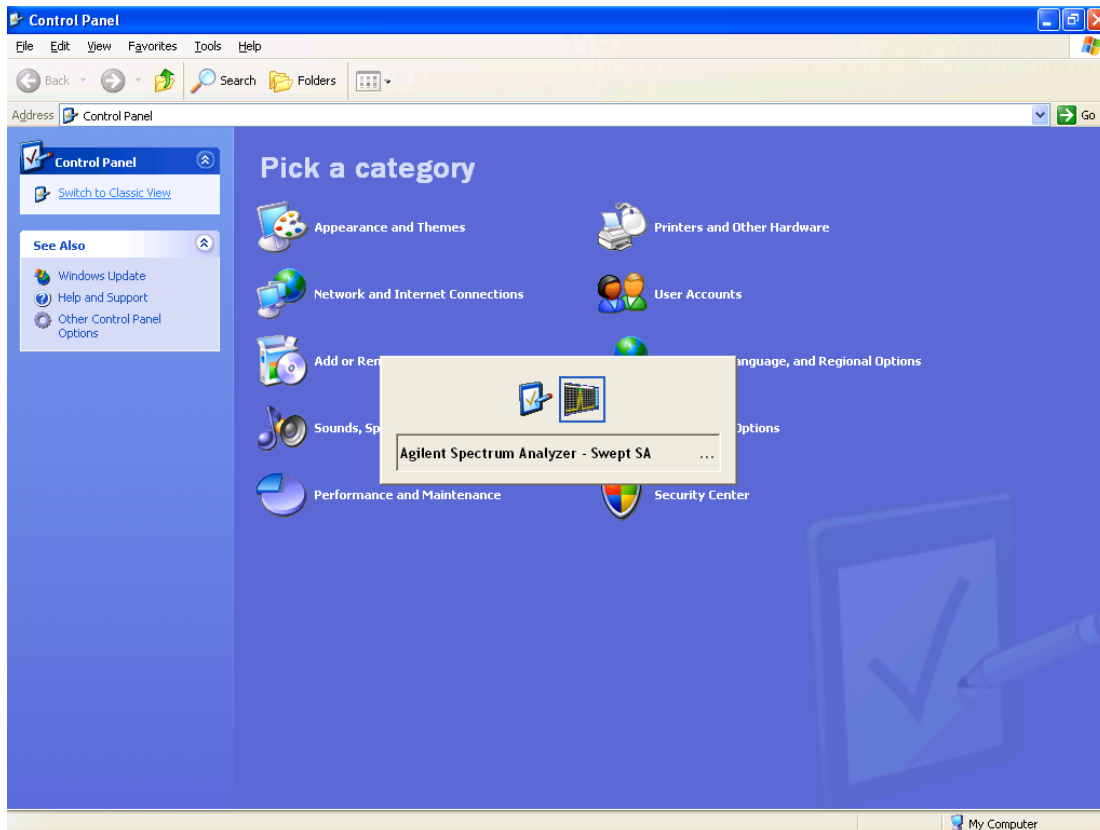 Control Panel
File Edit View Favorites Tools Help
Back Search Folders
Address Control Panel Go
Control Panel
Switch to Classic View
See Also
Windows Update
Help and Support
Other Control Panel
Options
Pick a category
Appearance and Themes
Printers and Other Hardware
Network and Internet Connections
User Accounts
Add or Rem
anguage, and Regional Options
Sounds, Sp
Options
Agilent Spectrum Analyzer - Swept SA ...
Performance and Maintenance
Security Center
My Computer